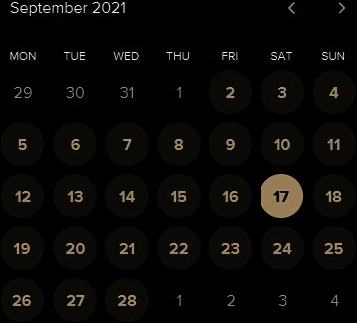 September 2021
MON TUE WED THU FRI SAT SUN
29 30 31 1 2 3 4
5 6 7 8 9 10 11
12 13 14 15 16 17 18
19 20 21 22 23 24 25
26 27 28 1 2 3 4